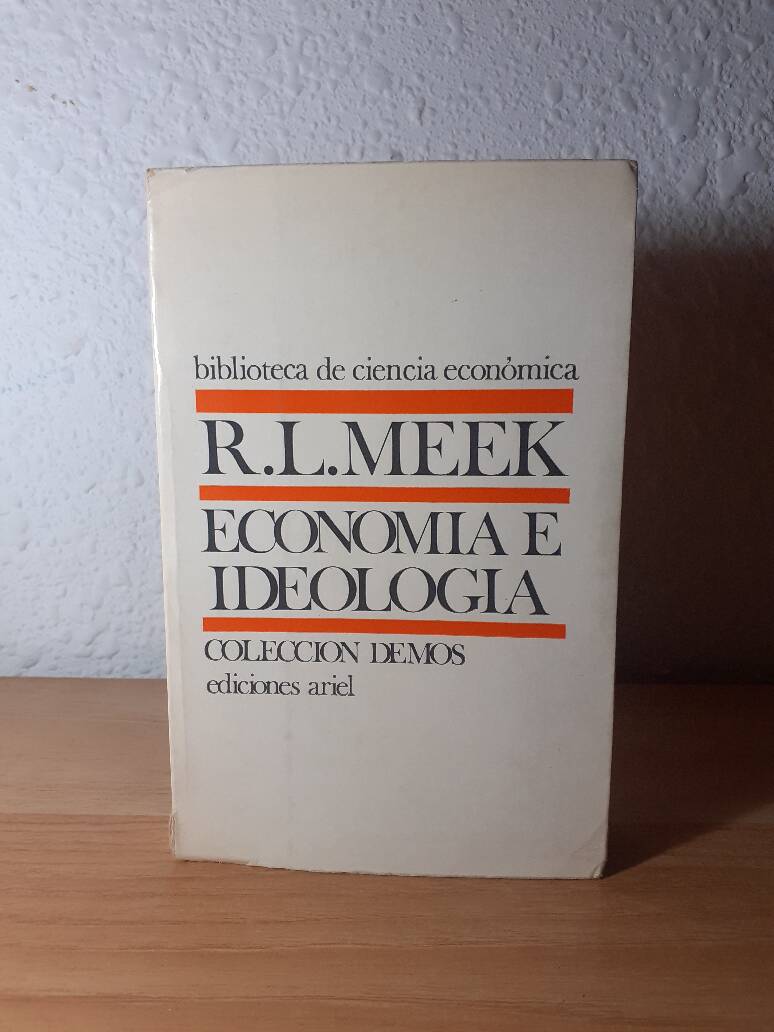 biblioteca de ciencia económica
R.L.MEEK
ECONOMIA E
IDEOLOGIA
COLECCION DEMOS
ediciones ariel